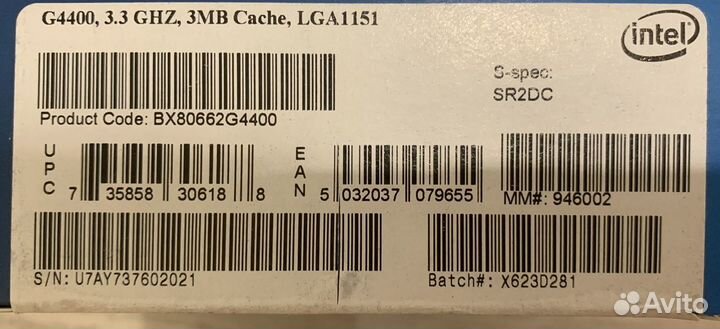 G4400, 3.3 GHZ, 3MB Cache, LGA1151
intel
S-spec:
SR2DC
Product Code: BX80662G4400
UPC 7 35858 30618 8
EAN 5 032037 079655
MM#: 946002
S/N: U7AY737602021
Batch#: X623D281
Avito